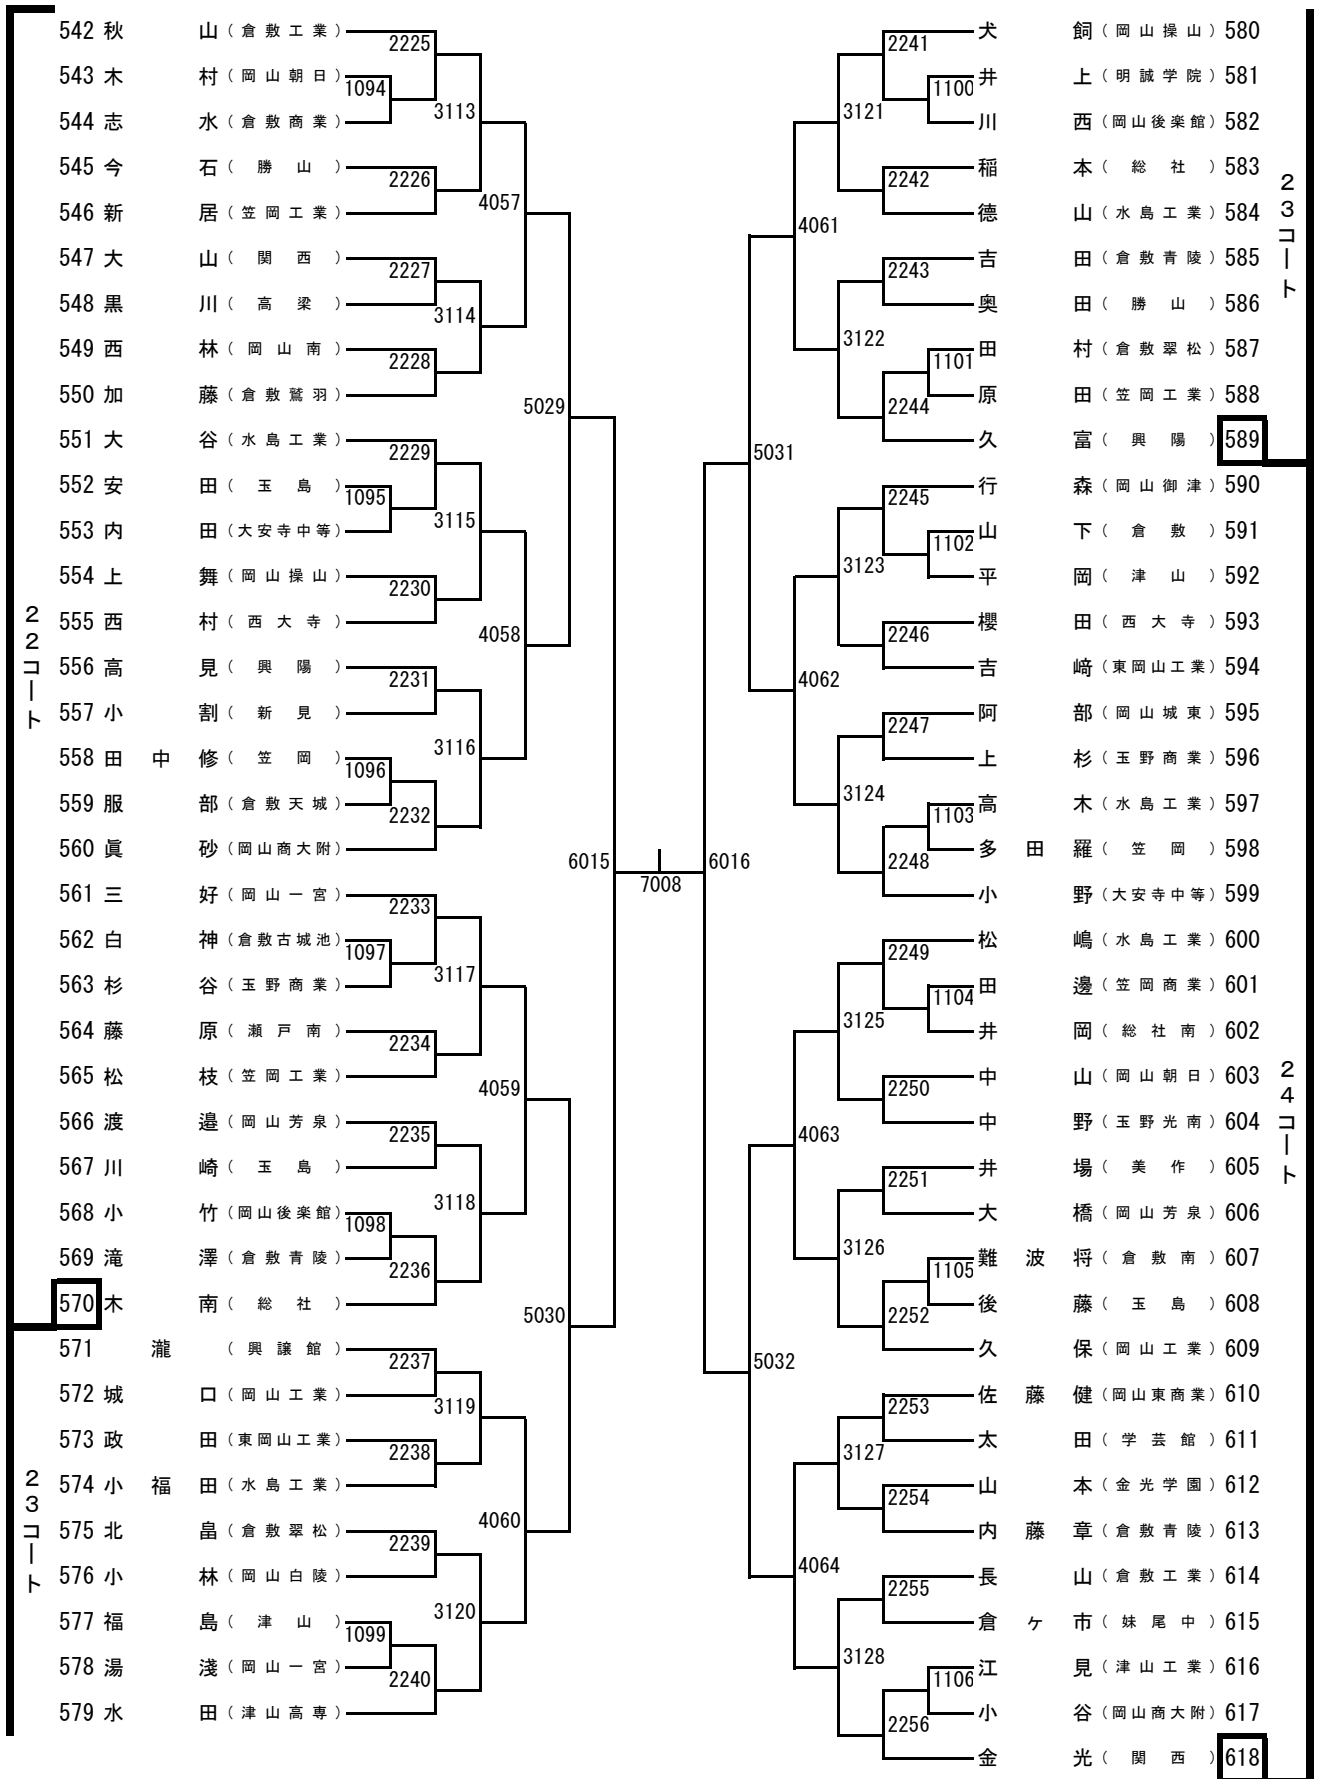 22コート
542 秋山（倉敷工業）
543 木村（岡山朝日）
544 志水（倉敷商業）
545 今石（勝山）
546 新居（笠岡工業）
547 大山（関西）
548 黒川（高梁）
549 西林（岡山南）
550 加藤（倉敷鷲羽）
551 大谷（水島工業）
552 安田（玉島）
553 内田（大安寺中等）
554 上舞（岡山操山）
555 西村（西大寺）
556 高見（興陽）
557 小割（新見）
558 田中修（笠岡）
559 服部（倉敷天城）
560 眞砂（岡山商大附）
561 三好（岡山一宮）
562 白神（倉敷古城池）
563 杉谷（玉野商業）
564 藤原（瀬戸南）
565 松枝（笠岡工業）
566 渡邉（岡山芳泉）
567 川崎（玉島）
568 小竹（岡山後楽館）
569 滝澤（倉敷青陵）
570 木南（総社）
23コート
571 瀧（興譲館）
572 城口（岡山工業）
573 政田（東岡山工業）
574 小福田（水島工業）
575 北畠（倉敷翠松）
576 小林（岡山白陵）
577 福島（津山）
578 湯淺（岡山一宮）
579 水田（津山高専）
1094
1095
1096
1097
1098
1099
2225
2226
2227
2228
2229
2230
2231
2232
2233
2234
2235
2236
2237
2238
2239
2240
3113
3114
3115
3116
3117
3118
3119
3120
4057
4058
4059
4060
5029
5030
6015
7008
6016
5031
5032
4061
4062
4063
4064
3121
3122
3123
3124
3125
3126
3127
3128
2241
2242
2243
2244
2245
2246
2247
2248
2249
2250
2251
2252
2253
2254
2255
2256
1100
1101
1102
1103
1104
1105
1106
23コート
犬飼（岡山操山）580
井上（明誠学院）581
川西（岡山後楽館）582
稲本（総社）583
德山（水島工業）584
吉田（倉敷青陵）585
奥田（勝山）586
田村（倉敷翠松）587
原田（笠岡工業）588
久富（興陽）589
24コート
行森（岡山御津）590
山下（倉敷）591
平岡（津山）592
櫻田（西大寺）593
吉﨑（東岡山工業）594
阿部（岡山城東）595
上杉（玉野商業）596
高木（水島工業）597
多田羅（笠岡）598
小野（大安寺中等）599
松嶋（水島工業）600
田邊（笠岡商業）601
井岡（総社南）602
中山（岡山朝日）603
中野（玉野光南）604
井場（美作）605
大橋（岡山芳泉）606
難波将（倉敷南）607
後藤（玉島）608
久保（岡山工業）609
佐藤健（岡山東商業）610
太田（学芸館）611
山本（金光学園）612
内藤章（倉敷青陵）613
長山（倉敷工業）614
倉ヶ市（妹尾中）615
江見（津山工業）616
小谷（岡山商大附）617
金光（関西）618